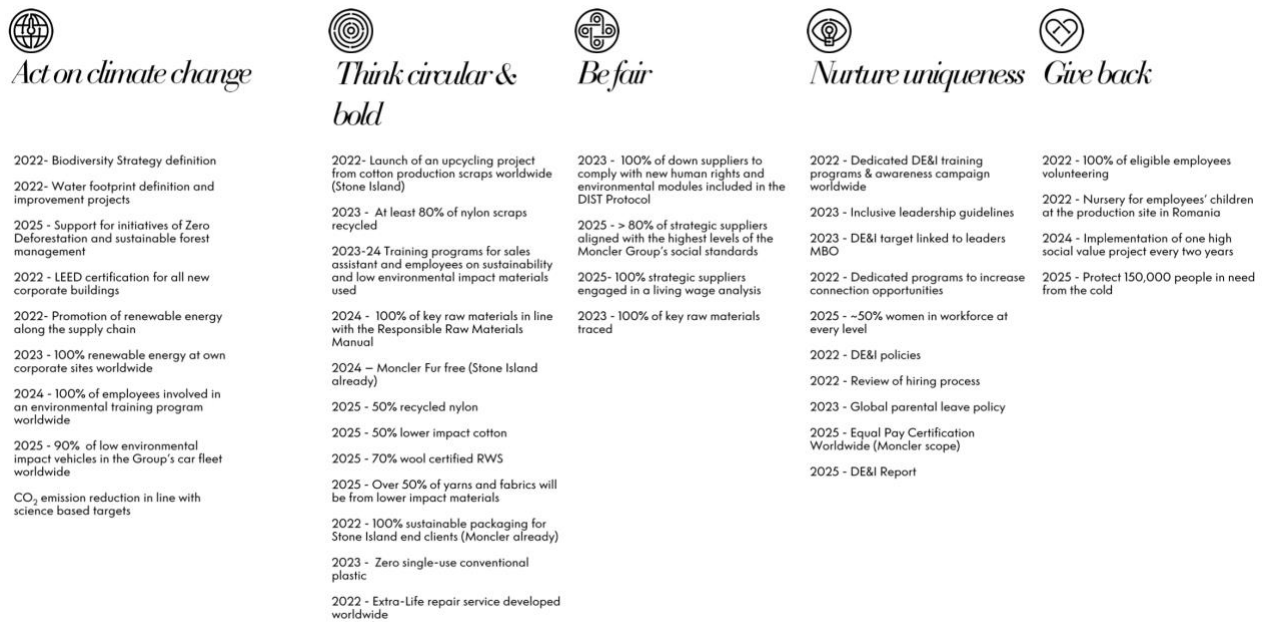 Act on climate change
2022- Biodiversity Strategy definition
2022- Water footprint definition and
improvement projects
2025 - Support for initiatives of Zero
Deforestation and sustainable forest
management
2022 - LEED certification for all new
corporate buildings
2022- Promotion of renewable energy
along the supply chain
2023 - 100% renewable energy at own
corporate sites worldwide
2024 - 100% of employees involved in
an environmental training program
worldwide
2025 - 90% of low environmental
impact vehicles in the Group's car fleet
worldwide
CO₂ emission reduction in line with
science based targets
Think circular &
bold
2022- Launch of an upcycling project
from cotton production scraps worldwide
(Stone Island)
2023 - At least 80% of nylon scraps
recycled
2023-24 Training programs for sales
assistant and employees on sustainability
and low environmental impact materials
used
2024 - 100% of key raw materials in line
with the Responsible Raw Materials
Manual
2024 – Moncler Fur free (Stone Island
already)
2025 - 50% recycled nylon
2025 - 50% lower impact cotton
2025 - 70% wool certified RWS
2025 - Over 50% of yarns and fabrics will
be from lower impact materials
2022 - 100% sustainable packaging for
Stone Island end clients (Moncler already)
2023 - Zero single-use conventional
plastic
2022 - Extra-Life repair service developed
worldwide
Be fair
2023 - 100% of down suppliers to
comply with new human rights and
environmental modules included in the
DIST Protocol
2025 - > 80% of strategic suppliers
aligned with the highest levels of the
Moncler Group's social standards
2025- 100% strategic suppliers
engaged in a living wage analysis
2023 - 100% of key raw materials
traced
Nurture uniqueness
2022 - Dedicated DE&I training
programs & awareness campaign
worldwide
2023 - Inclusive leadership guidelines
2023 - DE&I target linked to leaders
MBO
2022 - Dedicated programs to increase
connection opportunities
2025 - ~50% women in workforce at
every level
2022 - DE&I policies
2022 - Review of hiring process
2023 - Global parental leave policy
2025 - Equal Pay Certification
Worldwide (Moncler scope)
2025 - DE&I Report
Give back
2022 - 100% of eligible employees
volunteering
2022 - Nursery for employees' children
at the production site in Romania
2024 - Implementation of one high
social value project every two years
2025 - Protect 150,000 people in need
from the cold